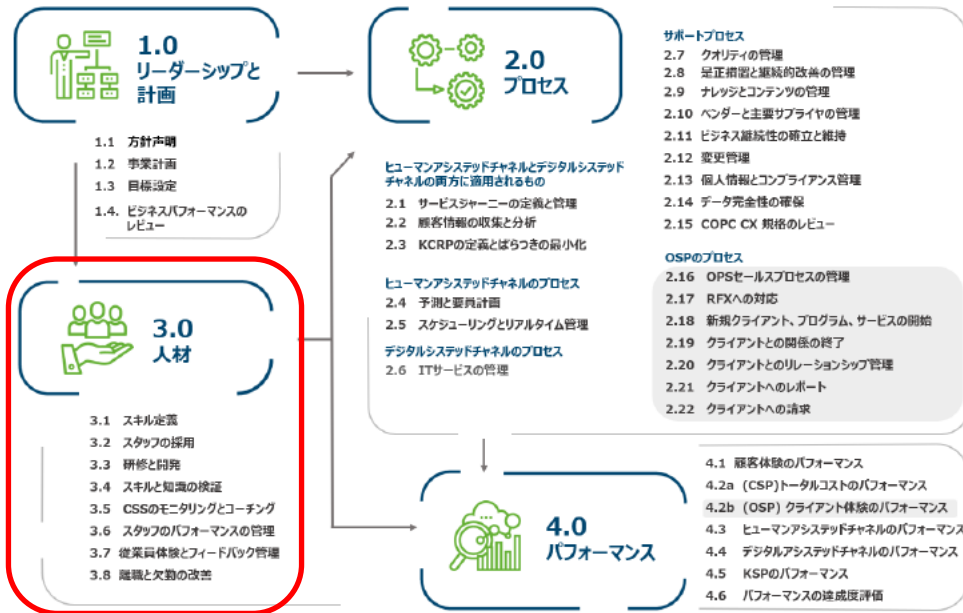 1.0
リーダーシップと
計画
1.1 方針声明
1.2 事業計画
1.3 目標設定
1.4. ビジネスパフォーマンスの
レビュー
2.0
プロセス
ヒューマンアシステッドチャネルとデジタルシステッド
チャネルの両方に適用されるもの
2.1 サービスジャーニーの定義と管理
2.2 顧客情報の収集と分析
2.3 KCRPの定義とばらつきの最小化
ヒューマンアシステッドチャネルのプロセス
2.4 予測と要員計画
2.5 スケジューリングとリアルタイム管理
デジタルシステッドチャネルのプロセス
2.6 ITサービスの管理
サポートプロセス
2.7 クオリティの管理
2.8 是正措置と継続的改善の管理
2.9 ナレッジとコンテンツの管理
2.10 ベンダーと主要サプライヤの管理
2.11 ビジネス継続性の確立と維持
2.12 変更管理
2.13 個人情報とコンプライアンス管理
2.14 データ完全性の確保
2.15 COPC CX 規格のレビュー
OSPのプロセス
2.16 OPSセールスプロセスの管理
2.17 RFXへの対応
2.18 新規クライアント、プログラム、サービスの開始
2.19 クライアントとの関係の終了
2.20 クライアントとのリレーションシップ管理
2.21 クライアントへのレポート
2.22 クライアントへの請求
3.0
人材
3.1 スキル定義
3.2 スタッフの採用
3.3 研修と開発
3.4 スキルと知識の検証
3.5 CSSのモニタリングとコーチング
3.6 スタッフのパフォーマンスの管理
3.7 従業員体験とフィードバック管理
3.8 離職と欠勤の改善
4.0
パフォーマンス
4.1 顧客体験のパフォーマンス
4.2a (CSP)トータルコストのパフォーマンス
4.2b (OSP) クライアント体験のパフォーマンス
4.3 ヒューマンアシステッドチャネルのパフォーマンス
4.4 デジタルアシステッドチャネルのパフォーマンス
4.5 KSPのパフォーマンス
4.6 パフォーマンスの達成度評価